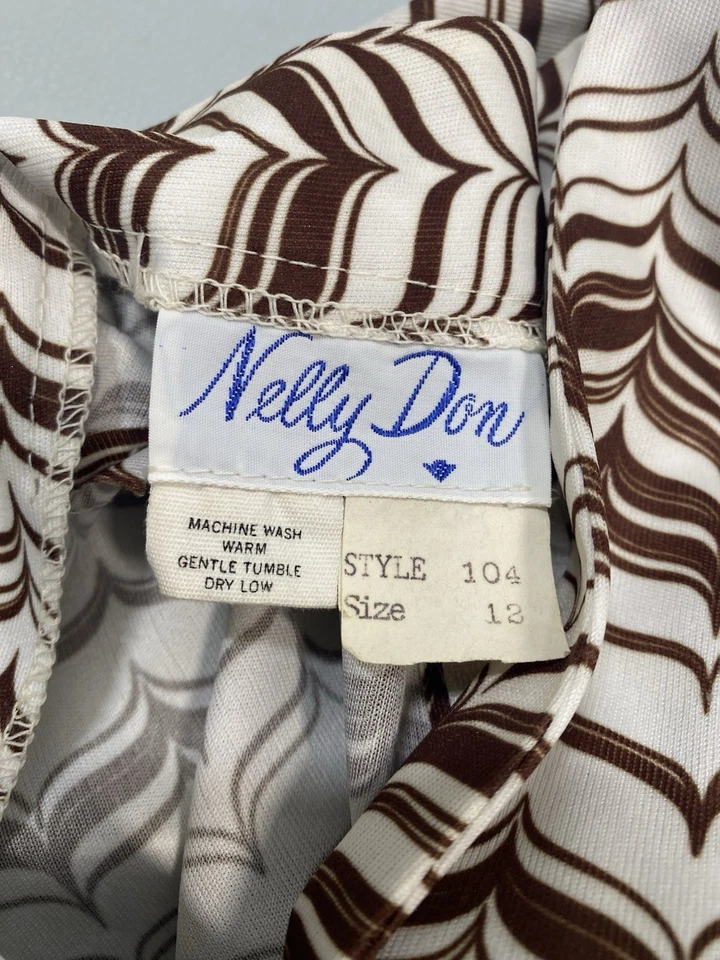 Nelly Don
MACHINE WASH
WARM
GENTLE TUMBLE
DRY LOW
STYLE 104
Size 12